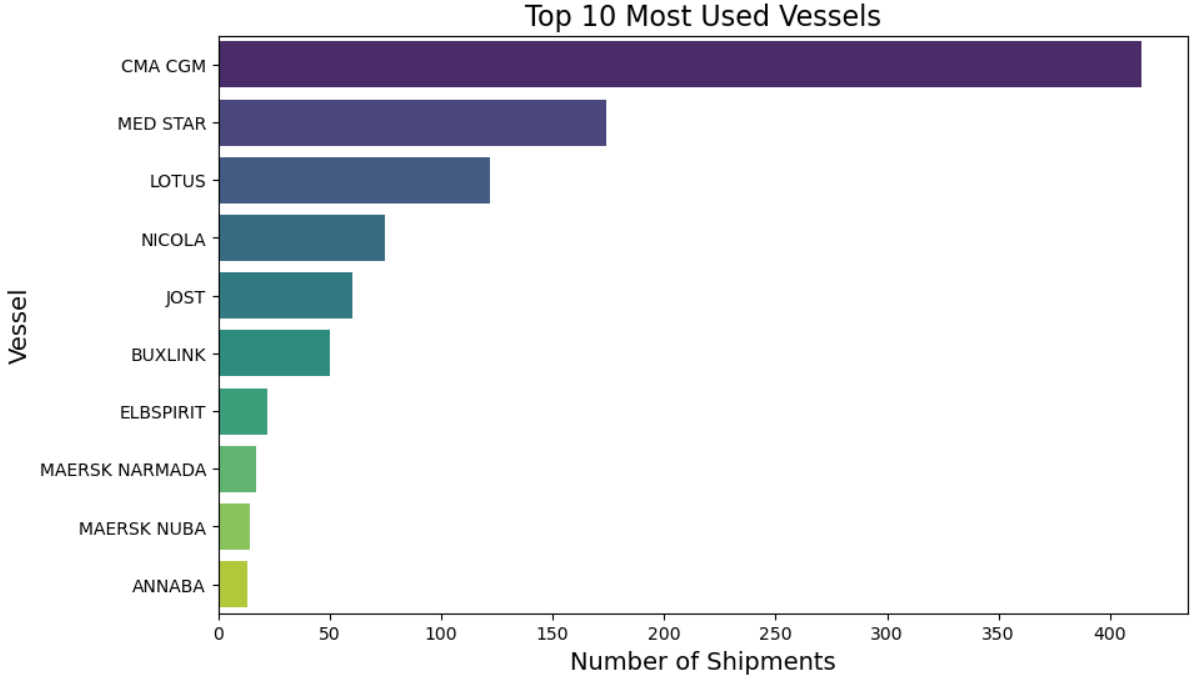 Top 10 Most Used Vessels
CMA CGM
MED STAR
LOTUS
NICOLA
JOST
BUXLINK
ELBSPIRIT
MAERSK NARMADA
MAERSK NUBA
ANNABA
Vessel
0 50 100 150 200 250 300 350 400
Number of Shipments